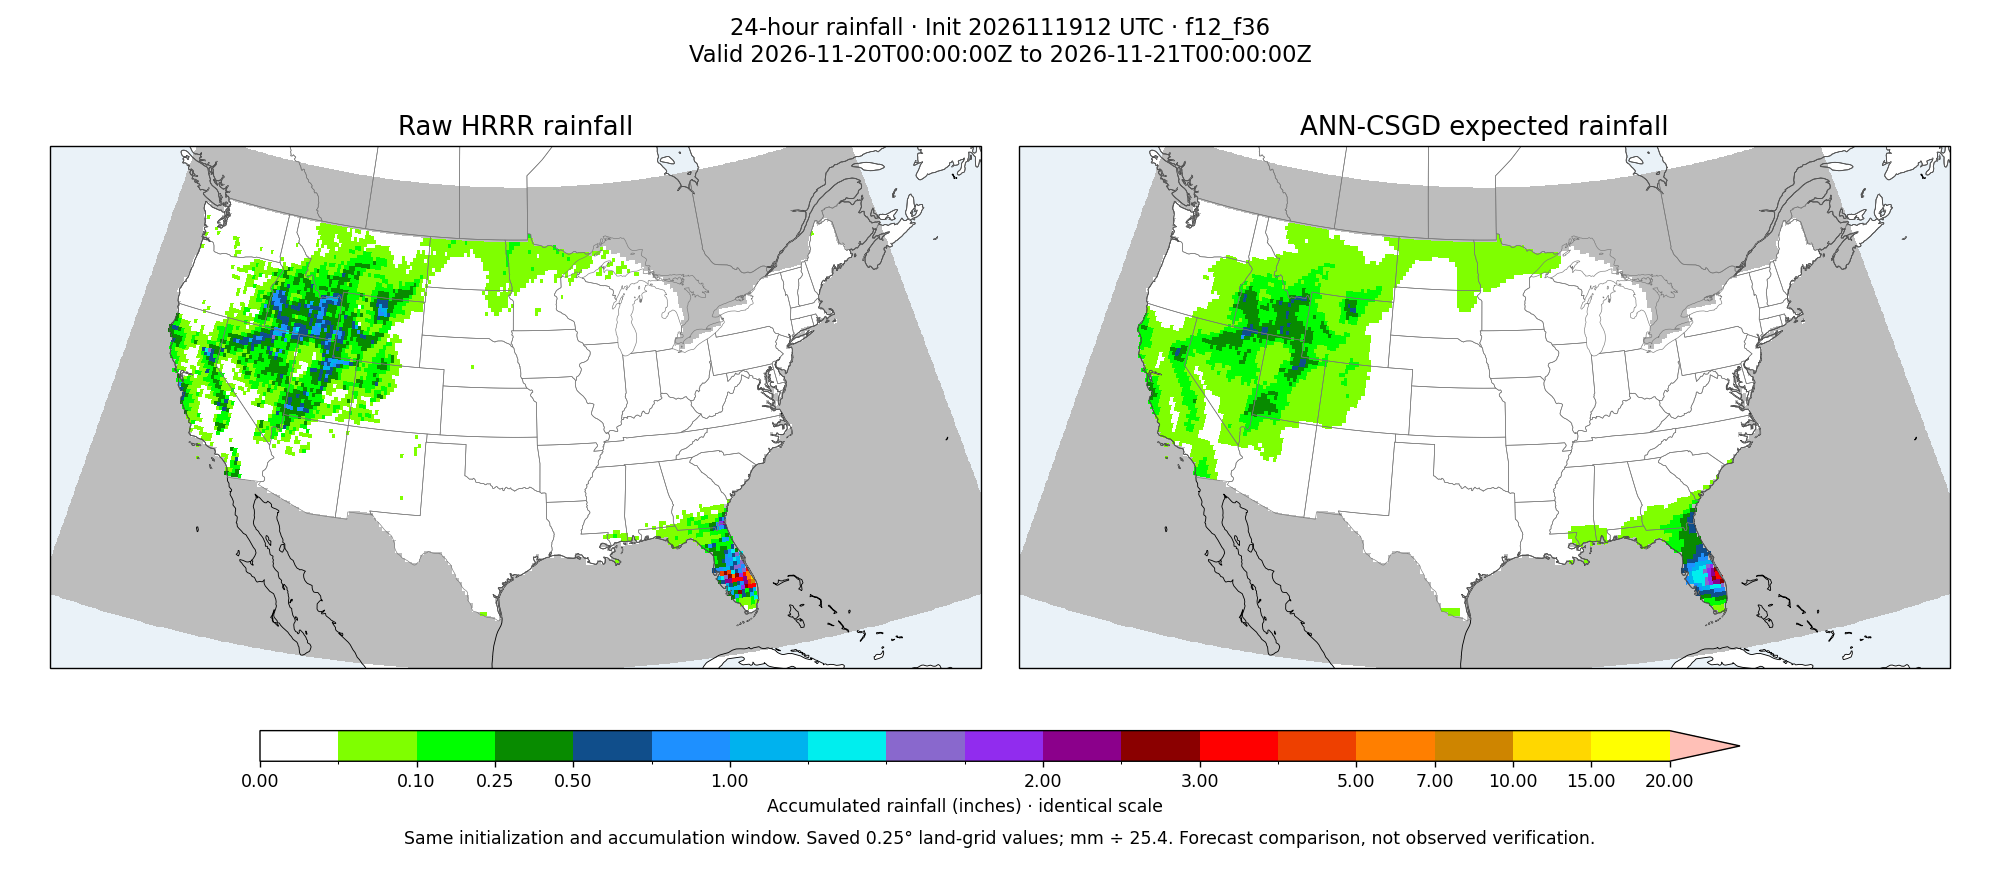 24-hour rainfall · Init 2026111912 UTC · f12_f36
Valid 2026-11-20T00:00:00Z to 2026-11-21T00:00:00Z
Raw HRRR rainfall
ANN-CSGD expected rainfall
0.00 0.10 0.25 0.50 1.00 2.00 3.00 5.00 7.00 10.00 15.00 20.00
Accumulated rainfall (inches) · identical scale
Same initialization and accumulation window. Saved 0.25° land-grid values; mm ÷ 25.4. Forecast comparison, not observed verification.